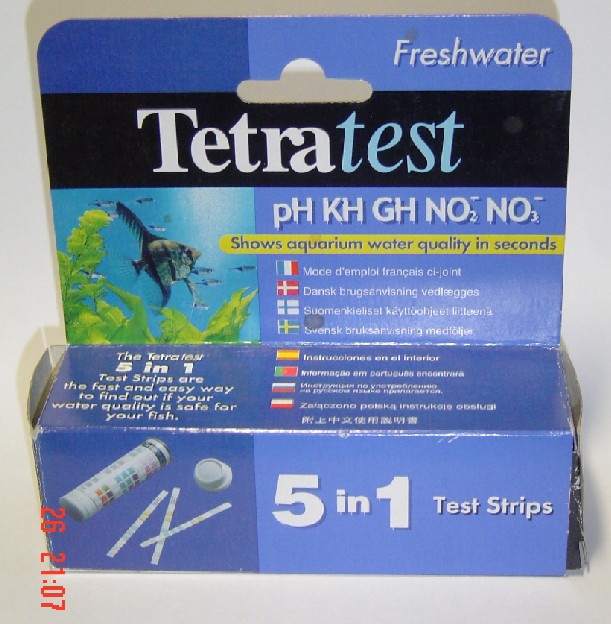 Freshwater
Tetratest
pH KH GH NO₂⁻ NO₃⁻
Shows aquarium water quality in seconds
Mode d'emploi français ci-joint
Dansk brugsanvisning vedlægges
Suomenkieliset käyttöohjeet liitteenä
Svensk bruksanvisning medföljer
The Tetratest
5 in 1
Test Strips are
the fast and easy way
to find out if your
water quality is safe for
your fish.
Instrucciones en el interior
Informação em português encontrará
Инструкция по употреблению
на русском языке прилагается.
Załączono polską instrukcję obsługi
附上中文使用說明書
5 in 1 Test Strips
26 21:07